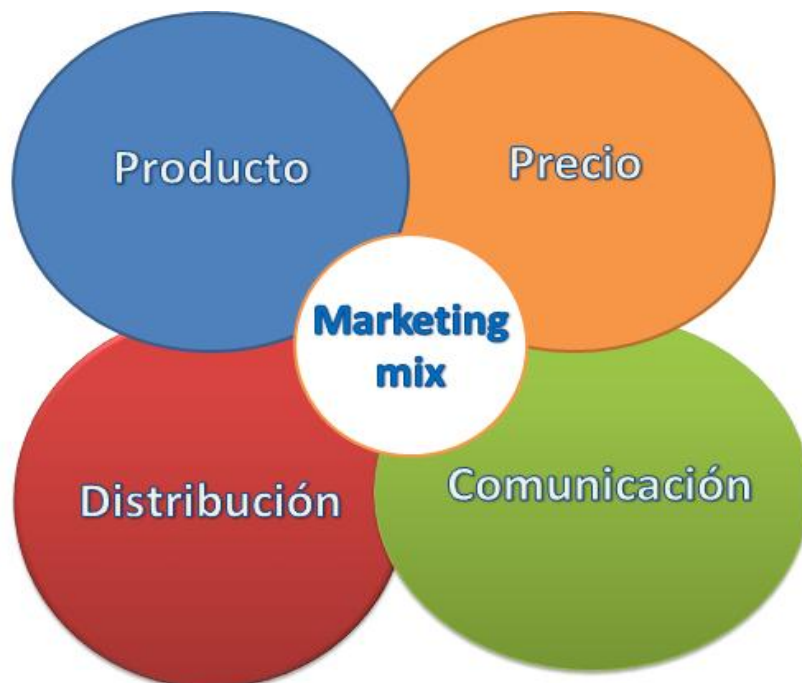 Producto
Precio
Marketing
mix
Distribución
Comunicación